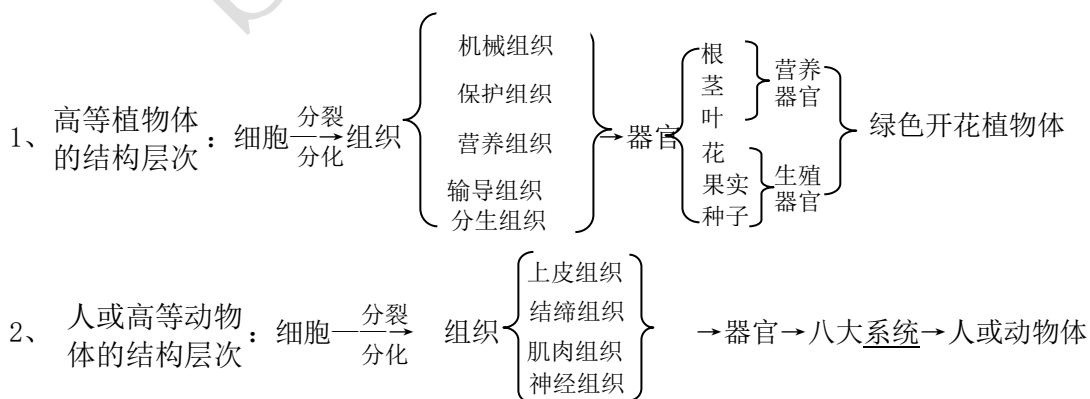 1、高等植物体的结构层次：细胞 分裂 → 分化 组织
机械组织
保护组织
营养组织
输导组织
分生组织
→器官
根
茎
叶
营养器官
花
果实
种子
生殖器官
绿色开花植物体
2、人或高等动物体的结构层次：细胞 分裂 → 分化 组织
上皮组织
结缔组织
肌肉组织
神经组织
→器官→八大系统→人或动物体